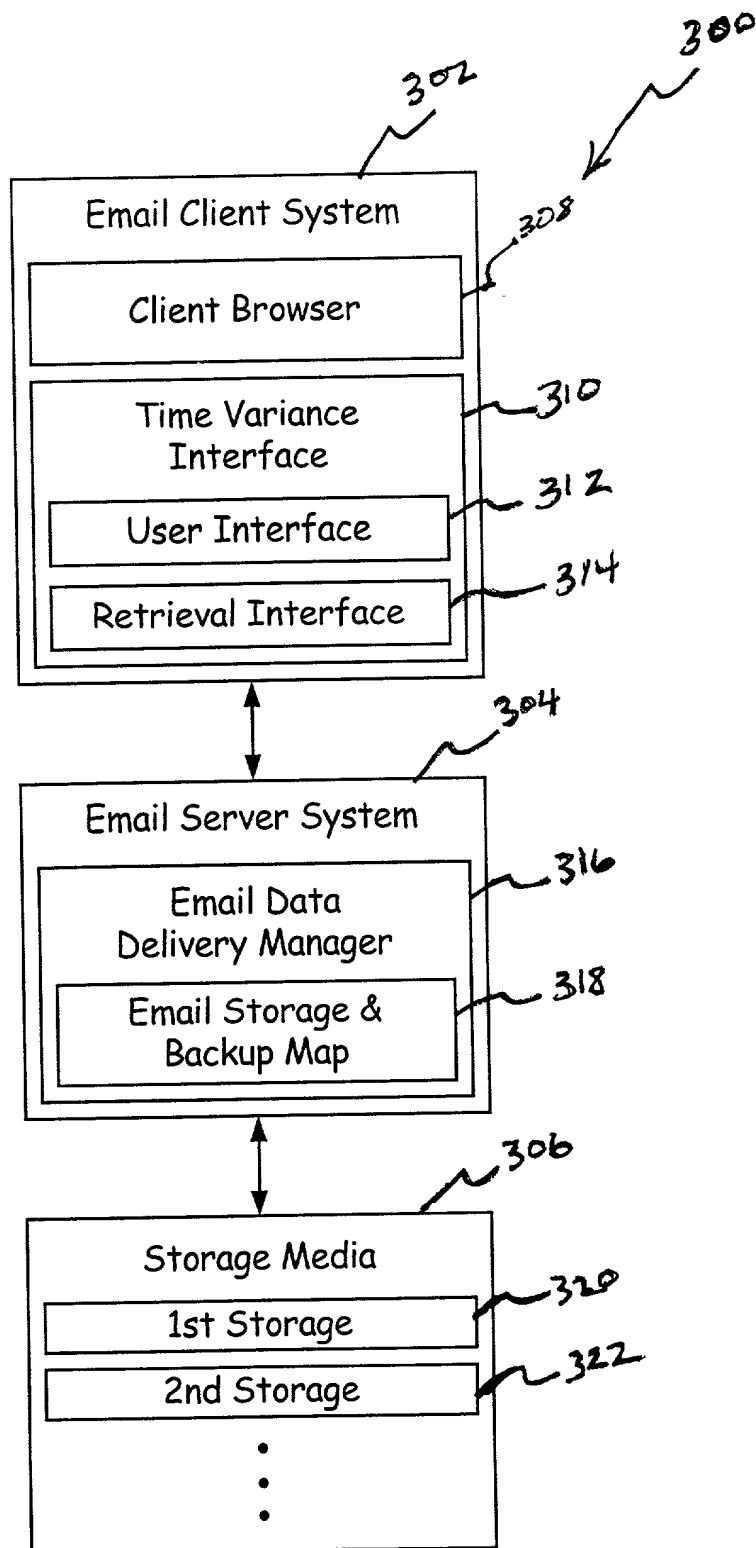 300
302
Email Client System
308
Client Browser
310
Time Variance
Interface
312
User Interface
314
Retrieval Interface
304
Email Server System
316
Email Data
Delivery Manager
318
Email Storage &
Backup Map
306
Storage Media
320
1st Storage
322
2nd Storage